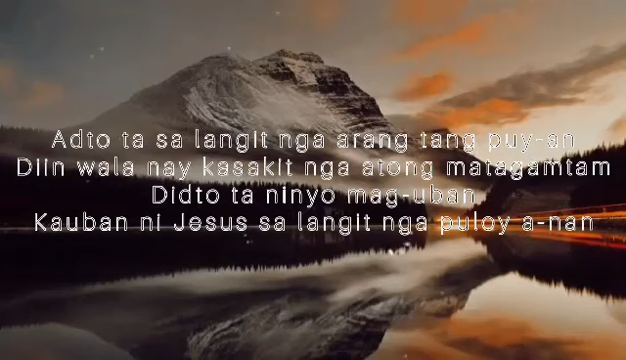 Adto ta sa langit nga arang tang puy-an
Diin wala nay kasakit nga atong matagamtam
Didto ta ninyo mag-uban
Kauban ni Jesus sa langit nga puloy a-nan